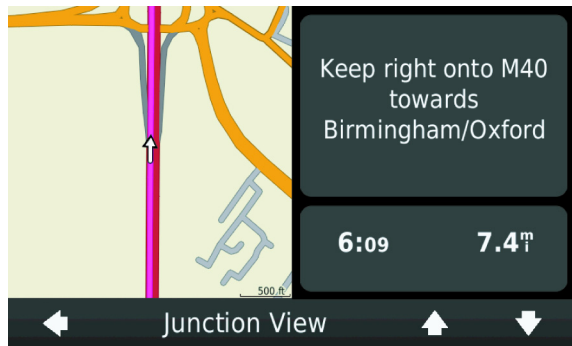 Keep right onto M40
towards
Birmingham/Oxford
6:09 7.4mi
500 ft
Junction View